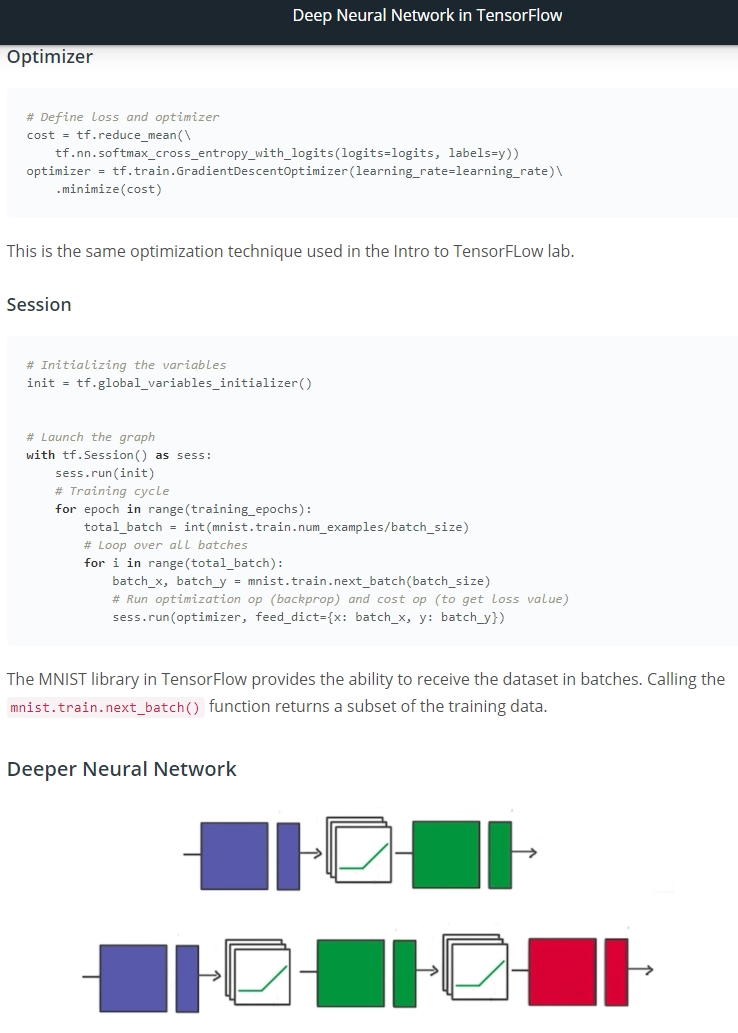 Deep Neural Network in TensorFlow
Optimizer
# Define loss and optimizer
cost = tf.reduce_mean(\
    tf.nn.softmax_cross_entropy_with_logits(logits=logits, labels=y))
optimizer = tf.train.GradientDescentOptimizer(learning_rate=learning_rate)\
    .minimize(cost)
This is the same optimization technique used in the Intro to TensorFLow lab.
Session
# Initializing the variables
init = tf.global_variables_initializer()
# Launch the graph
with tf.Session() as sess:
    sess.run(init)
    # Training cycle
    for epoch in range(training_epochs):
        total_batch = int(mnist.train.num_examples/batch_size)
        # Loop over all batches
        for i in range(total_batch):
            batch_x, batch_y = mnist.train.next_batch(batch_size)
            # Run optimization op (backprop) and cost op (to get loss value)
            sess.run(optimizer, feed_dict={x: batch_x, y: batch_y})
The MNIST library in TensorFlow provides the ability to receive the dataset in batches. Calling the
mnist.train.next_batch() function returns a subset of the training data.
Deeper Neural Network